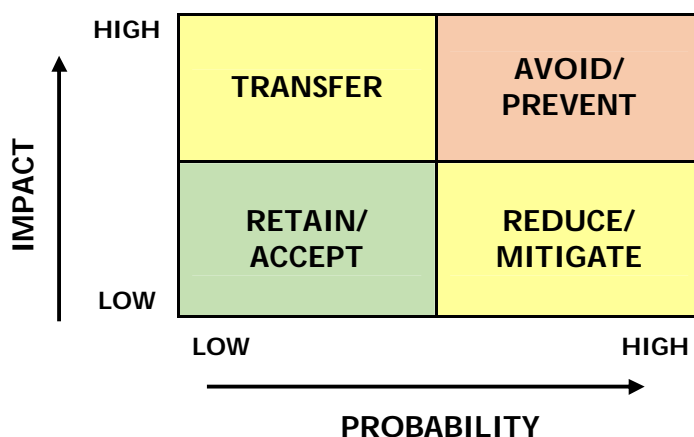 HIGH
TRANSFER
AVOID/
PREVENT
IMPACT
RETAIN/
ACCEPT
REDUCE/
MITIGATE
LOW
LOW
HIGH
PROBABILITY